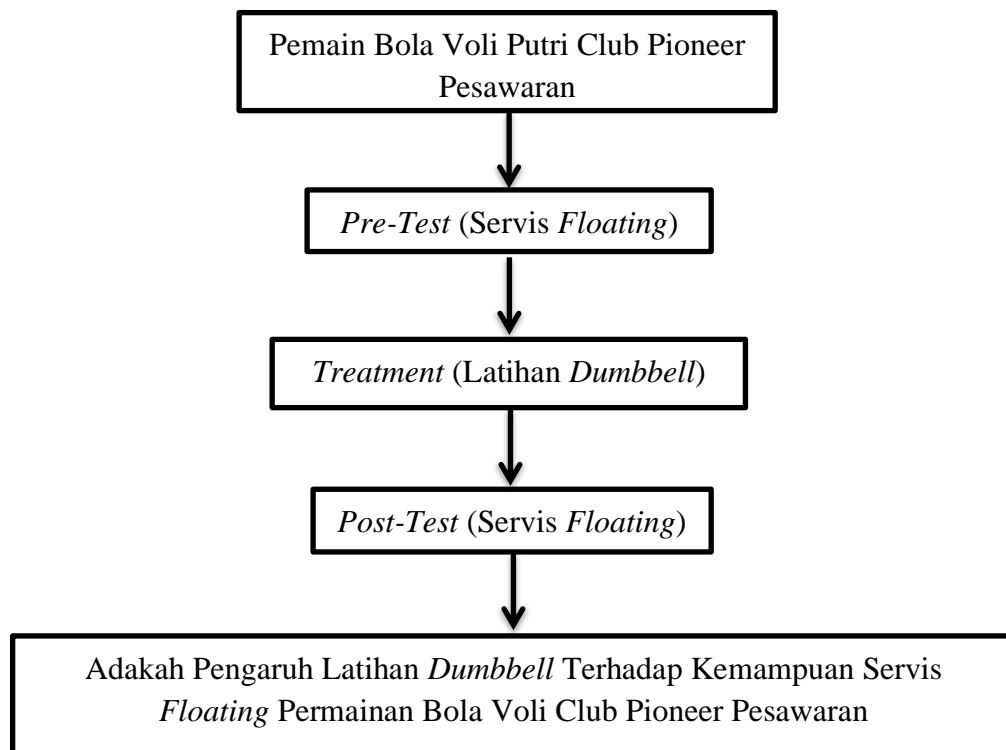 Pemain Bola Voli Putri Club Pioneer
Pesawaran
Pre-Test (Servis Floating)
Treatment (Latihan Dumbbell)
Post-Test (Servis Floating)
Adakah Pengaruh Latihan Dumbbell Terhadap Kemampuan Servis
Floating Permainan Bola Voli Club Pioneer Pesawaran